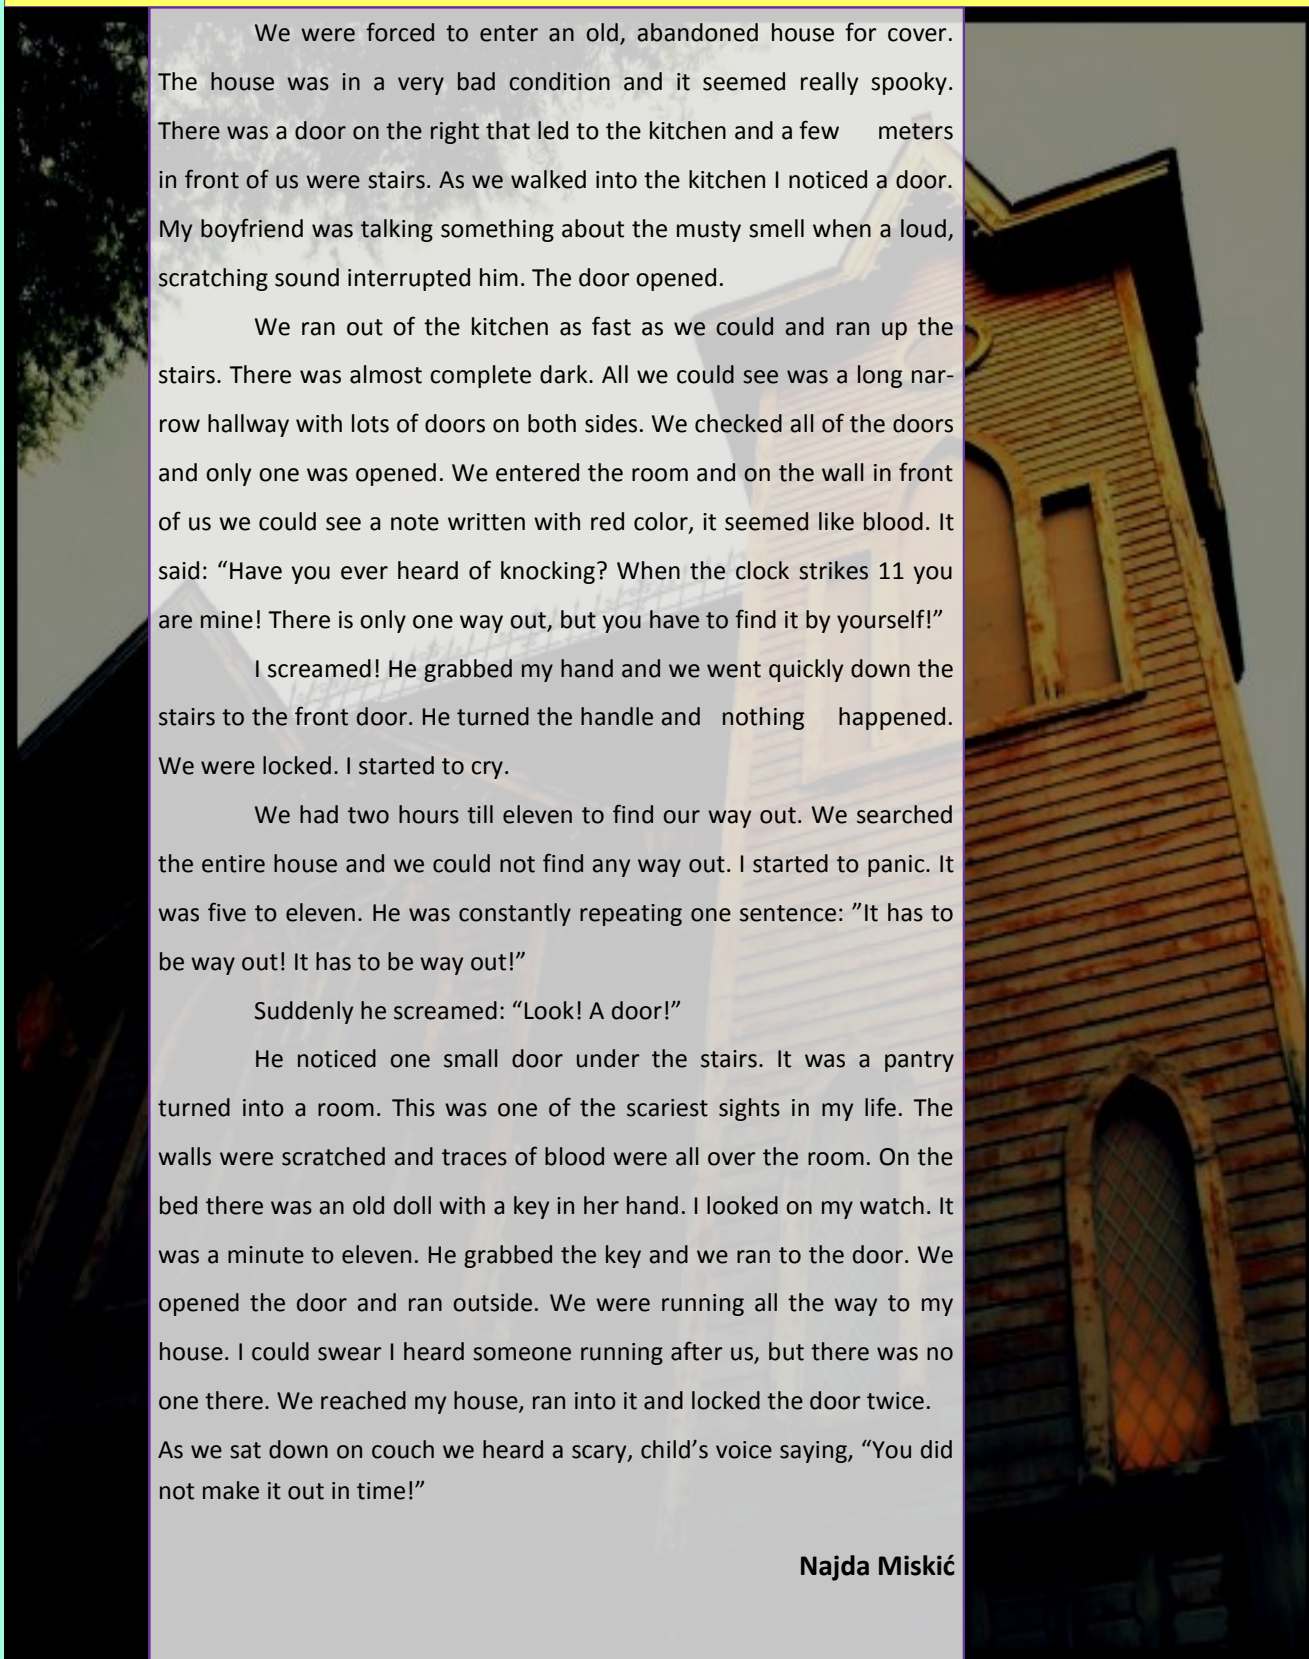 We were forced to enter an old, abandoned house for cover.
The house was in a very bad condition and it seemed really spooky.
There was a door on the right that led to the kitchen and a few meters
in front of us were stairs. As we walked into the kitchen I noticed a door.
My boyfriend was talking something about the musty smell when a loud,
scratching sound interrupted him. The door opened.
We ran out of the kitchen as fast as we could and ran up the
stairs. There was almost complete dark. All we could see was a long nar-
row hallway with lots of doors on both sides. We checked all of the doors
and only one was opened. We entered the room and on the wall in front
of us we could see a note written with red color, it seemed like blood. It
said: “Have you ever heard of knocking? When the clock strikes 11 you
are mine! There is only one way out, but you have to find it by yourself!”
I screamed! He grabbed my hand and we went quickly down the
stairs to the front door. He turned the handle and nothing happened.
We were locked. I started to cry.
We had two hours till eleven to find our way out. We searched
the entire house and we could not find any way out. I started to panic. It
was five to eleven. He was constantly repeating one sentence: ”It has to
be way out! It has to be way out!”
Suddenly he screamed: “Look! A door!”
He noticed one small door under the stairs. It was a pantry
turned into a room. This was one of the scariest sights in my life. The
walls were scratched and traces of blood were all over the room. On the
bed there was an old doll with a key in her hand. I looked on my watch. It
was a minute to eleven. He grabbed the key and we ran to the door. We
opened the door and ran outside. We were running all the way to my
house. I could swear I heard someone running after us, but there was no
one there. We reached my house, ran into it and locked the door twice.
As we sat down on couch we heard a scary, child’s voice saying, “You did
not make it out in time!”
Najda Miskić